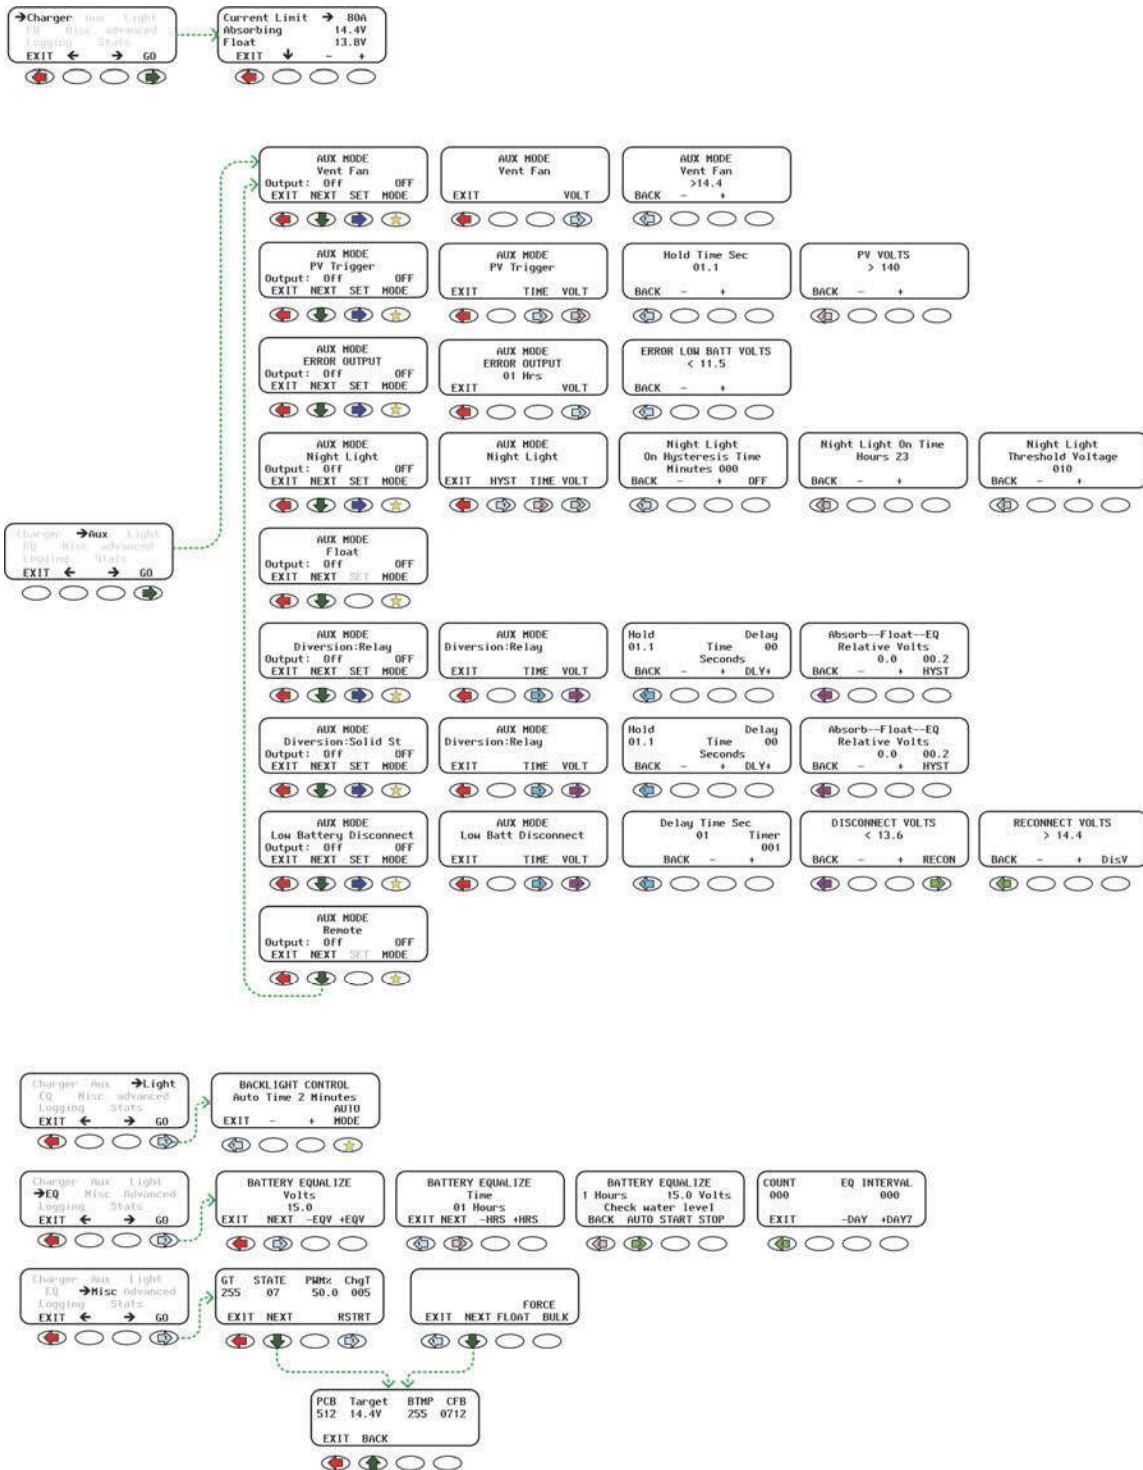 ➔Charger Aux Light
EQ Misc advanced
Logging Stats
EXIT ← → GO
Current Limit ➔ 80A
Absorbing 14.4V
Float 13.8V
EXIT ↓ - +
AUX MODE
Vent Fan
Output: Off OFF
EXIT NEXT SET MODE
AUX MODE
Vent Fan
EXIT VOLT
AUX MODE
Vent Fan
>14.4
BACK - +
AUX MODE
PV Trigger
Output: Off OFF
EXIT NEXT SET MODE
AUX MODE
PV Trigger
EXIT TIME VOLT
Hold Time Sec
01.1
BACK - +
PV VOLTS
> 140
BACK - +
AUX MODE
ERROR OUTPUT
Output: Off OFF
EXIT NEXT SET MODE
AUX MODE
ERROR OUTPUT
01 Hrs
EXIT VOLT
ERROR LOW BATT VOLTS
< 11.5
BACK - +
AUX MODE
Night Light
Output: Off OFF
EXIT NEXT SET MODE
AUX MODE
Night Light
EXIT HYST TIME VOLT
Night Light
On Hysteresis Time
Minutes 000
BACK - + OFF
Night Light On Time
Hours 23
BACK - +
Night Light
Threshold Voltage
010
BACK - +
Charger ➔Aux Light
EQ Misc advanced
Logging Stats
EXIT ← → GO
AUX MODE
Float
Output: Off OFF
EXIT NEXT SET MODE
AUX MODE
Diversion:Relay
Output: Off OFF
EXIT NEXT SET MODE
AUX MODE
Diversion:Relay
EXIT TIME VOLT
Hold Delay
01.1 Time 00
Seconds
BACK - + DLY+
Absorb--Float--EQ
Relative Volts
0.0 00.2
BACK - + HYST
AUX MODE
Diversion:Solid St
Output: Off OFF
EXIT NEXT SET MODE
AUX MODE
Diversion:Relay
EXIT TIME VOLT
Hold Delay
01.1 Time 00
Seconds
BACK - + DLY+
Absorb--Float--EQ
Relative Volts
0.0 00.2
BACK - + HYST
AUX MODE
Low Battery Disconnect
Output: Off OFF
EXIT NEXT SET MODE
AUX MODE
Low Batt Disconnect
EXIT TIME VOLT
Delay Time Sec
01 Timer
001
BACK - +
DISCONNECT VOLTS
< 13.6
BACK - + RECON
RECONNECT VOLTS
> 14.4
BACK - + DisV
AUX MODE
Remote
Output: Off OFF
EXIT NEXT SET MODE
Charger Aux ➔Light
EQ Misc advanced
Logging Stats
EXIT ← → GO
BACKLIGHT CONTROL
Auto Time 2 Minutes
AUTO
EXIT - + MODE
Charger Aux Light
➔EQ Misc Advanced
Logging Stats
EXIT ← → GO
BATTERY EQUALIZE
Volts
15.0
EXIT NEXT -EQV +EQV
BATTERY EQUALIZE
Time
01 Hours
EXIT NEXT -HRS +HRS
BATTERY EQUALIZE
1 Hours 15.0 Volts
Check water level
BACK AUTO START STOP
COUNT EQ INTERVAL
000 000
EXIT -DAY +DAY7
Charger Aux Light
EQ ➔Misc Advanced
Logging Stats
EXIT ← → GO
GT STATE PWM% ChgT
255 07 50.0 005
EXIT NEXT RSTRT
FORCE
EXIT NEXT FLOAT BULK
PCB Target BTMP CFB
512 14.4V 255 0712
EXIT BACK